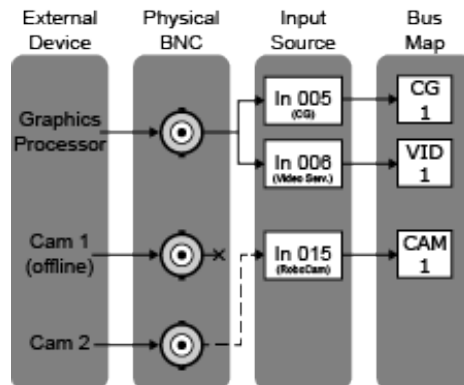 External Device
Physical BNC
Input Source
Bus Map
Graphics Processor
In 005
(CG)
CG
1
In 006
(Video Serv.)
VID
1
Cam 1
(offline)
In 015
(RoboCam)
CAM
1
Cam 2